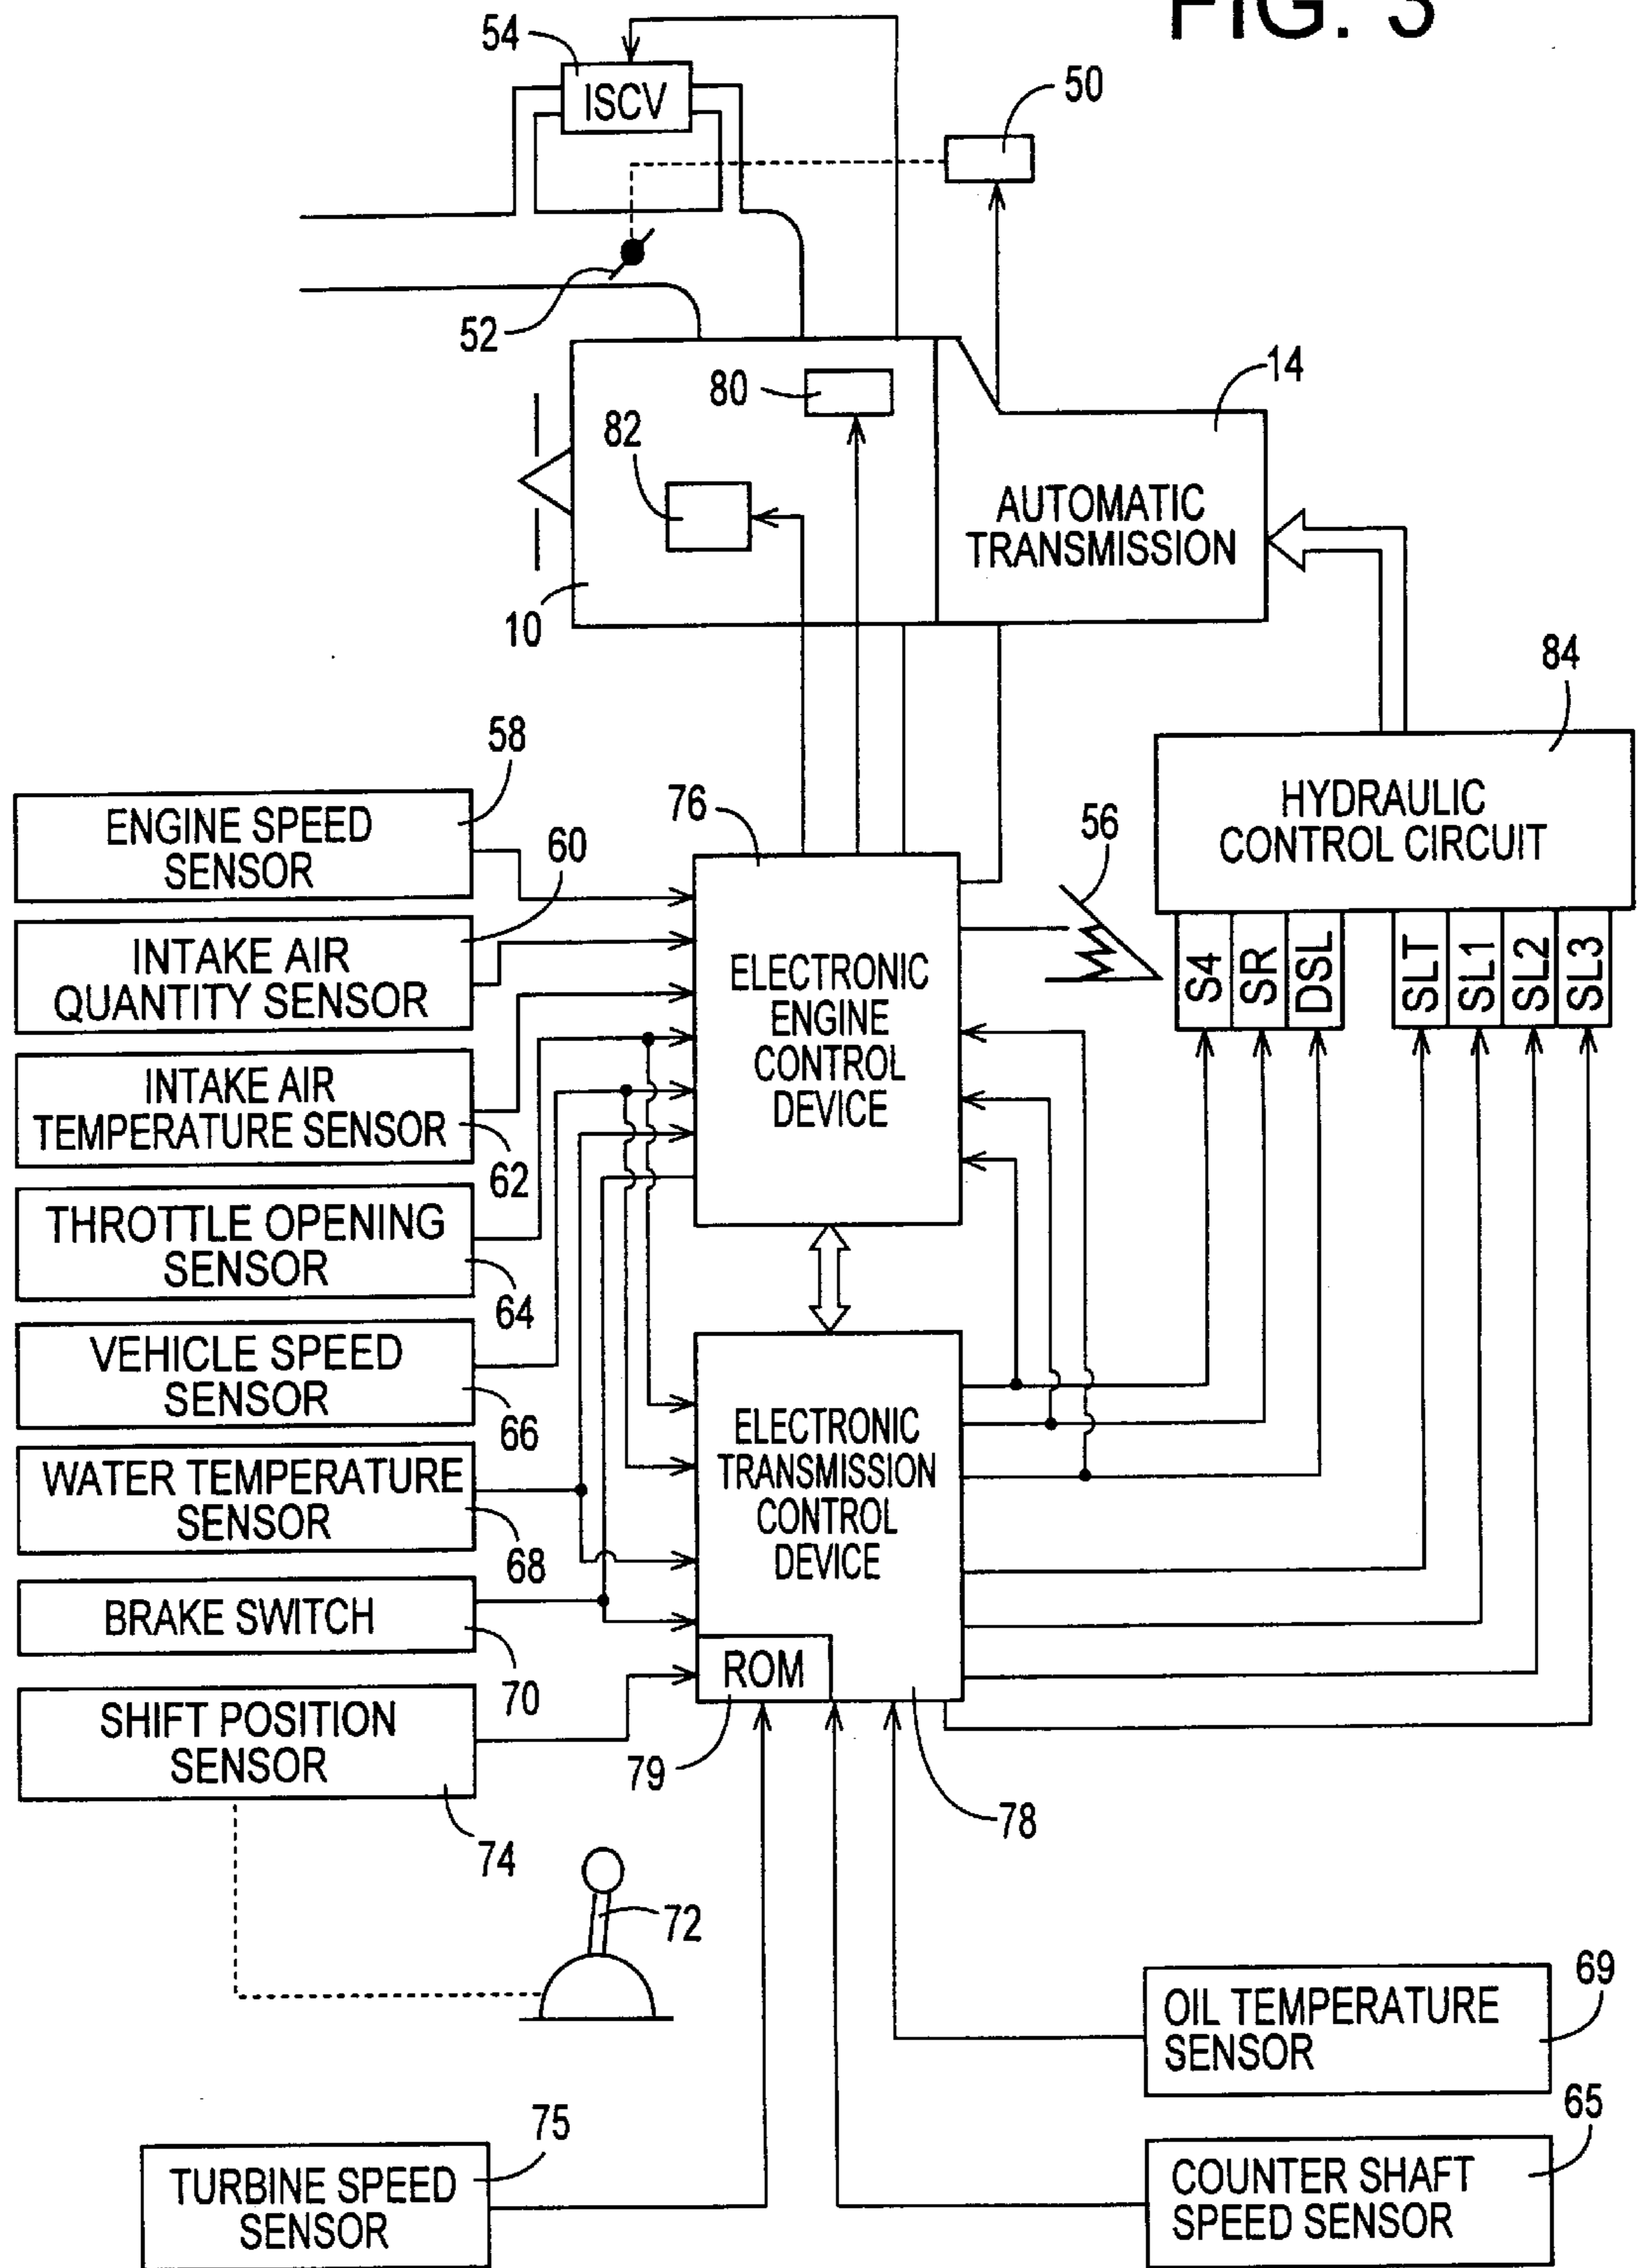 FIG. 3
54
ISCV
50
52
80
14
82
AUTOMATIC
TRANSMISSION
10
84
58
ENGINE SPEED
SENSOR
76
56
HYDRAULIC
CONTROL CIRCUIT
60
INTAKE AIR
QUANTITY SENSOR
S4
SR
DSL
SLT
SL1
SL2
SL3
ELECTRONIC
ENGINE
CONTROL
DEVICE
INTAKE AIR
TEMPERATURE SENSOR
62
THROTTLE OPENING
SENSOR
64
VEHICLE SPEED
SENSOR
66
ELECTRONIC
TRANSMISSION
CONTROL
DEVICE
WATER TEMPERATURE
SENSOR
68
BRAKE SWITCH
70
ROM
SHIFT POSITION
SENSOR
79
78
74
72
69
OIL TEMPERATURE
SENSOR
75
65
TURBINE SPEED
SENSOR
COUNTER SHAFT
SPEED SENSOR